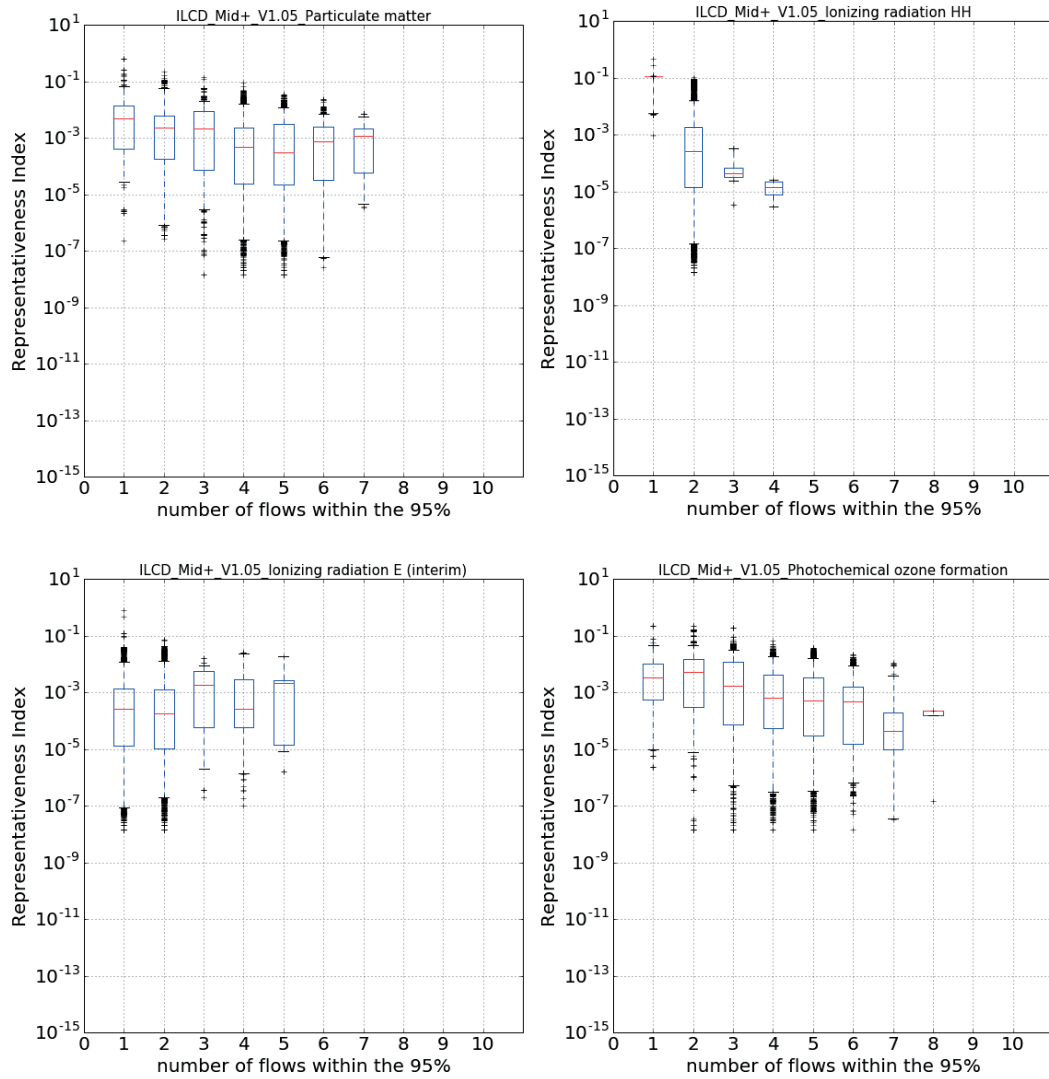 ILCD_Mid+_V1.05_Particulate matter
Representativeness Index
10^1
10^-1
10^-3
10^-5
10^-7
10^-9
10^-11
10^-13
10^-15
0 1 2 3 4 5 6 7 8 9 10
number of flows within the 95%
ILCD_Mid+_V1.05_Ionizing radiation HH
Representativeness Index
10^1
10^-1
10^-3
10^-5
10^-7
10^-9
10^-11
10^-13
10^-15
0 1 2 3 4 5 6 7 8 9 10
number of flows within the 95%
ILCD_Mid+_V1.05_Ionizing radiation E (interim)
Representativeness Index
10^1
10^-1
10^-3
10^-5
10^-7
10^-9
10^-11
10^-13
10^-15
0 1 2 3 4 5 6 7 8 9 10
number of flows within the 95%
ILCD_Mid+_V1.05_Photochemical ozone formation
Representativeness Index
10^1
10^-1
10^-3
10^-5
10^-7
10^-9
10^-11
10^-13
10^-15
0 1 2 3 4 5 6 7 8 9 10
number of flows within the 95%